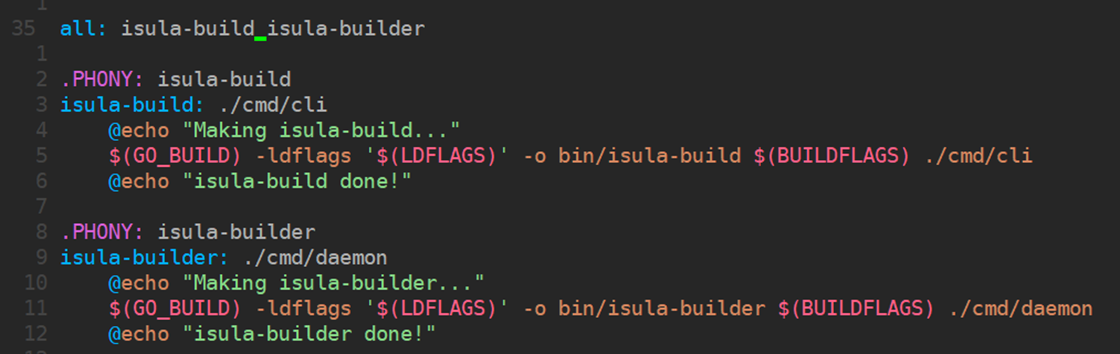 1
35 all: isula-build isula-builder
1
2 .PHONY: isula-build
3 isula-build: ./cmd/cli
4 @echo "Making isula-build..."
5 $(GO_BUILD) -ldflags '$(LDFLAGS)' -o bin/isula-build $(BUILDFLAGS) ./cmd/cli
6 @echo "isula-build done!"
7
8 .PHONY: isula-builder
9 isula-builder: ./cmd/daemon
10 @echo "Making isula-builder..."
11 $(GO_BUILD) -ldflags '$(LDFLAGS)' -o bin/isula-builder $(BUILDFLAGS) ./cmd/daemon
12 @echo "isula-builder done!"